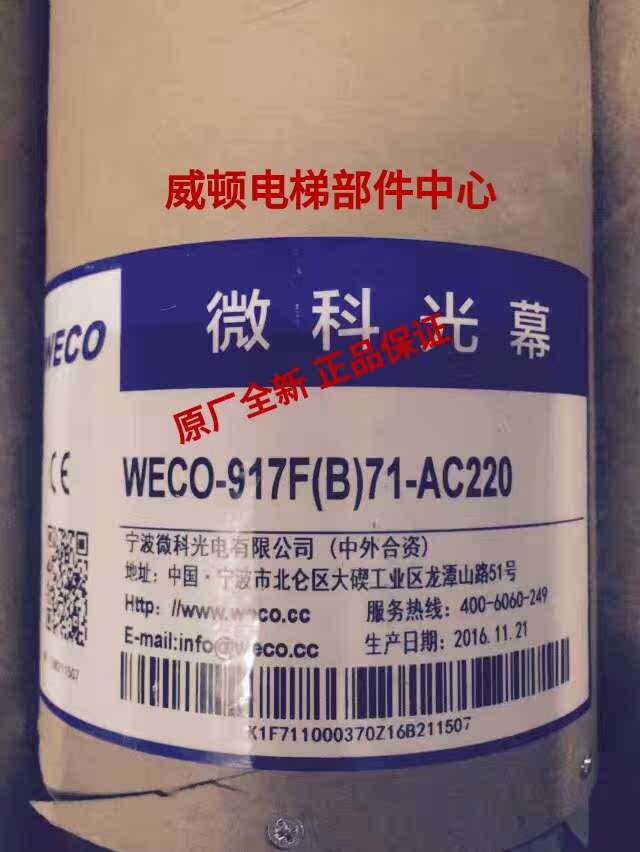 威顿电梯部件中心
WECO
微科光幕
原厂全新 正品保证
CE
WECO-917F(B)71-AC220
宁波微科光电有限公司（中外合资）
地址：中国·宁波市北仑区大碶工业区龙潭山路51号
Http: //www.weco.cc 服务热线：400-6060-249
E-mail:info@weco.cc 生产日期：2016.11.21
K1F711000370Z16B211507